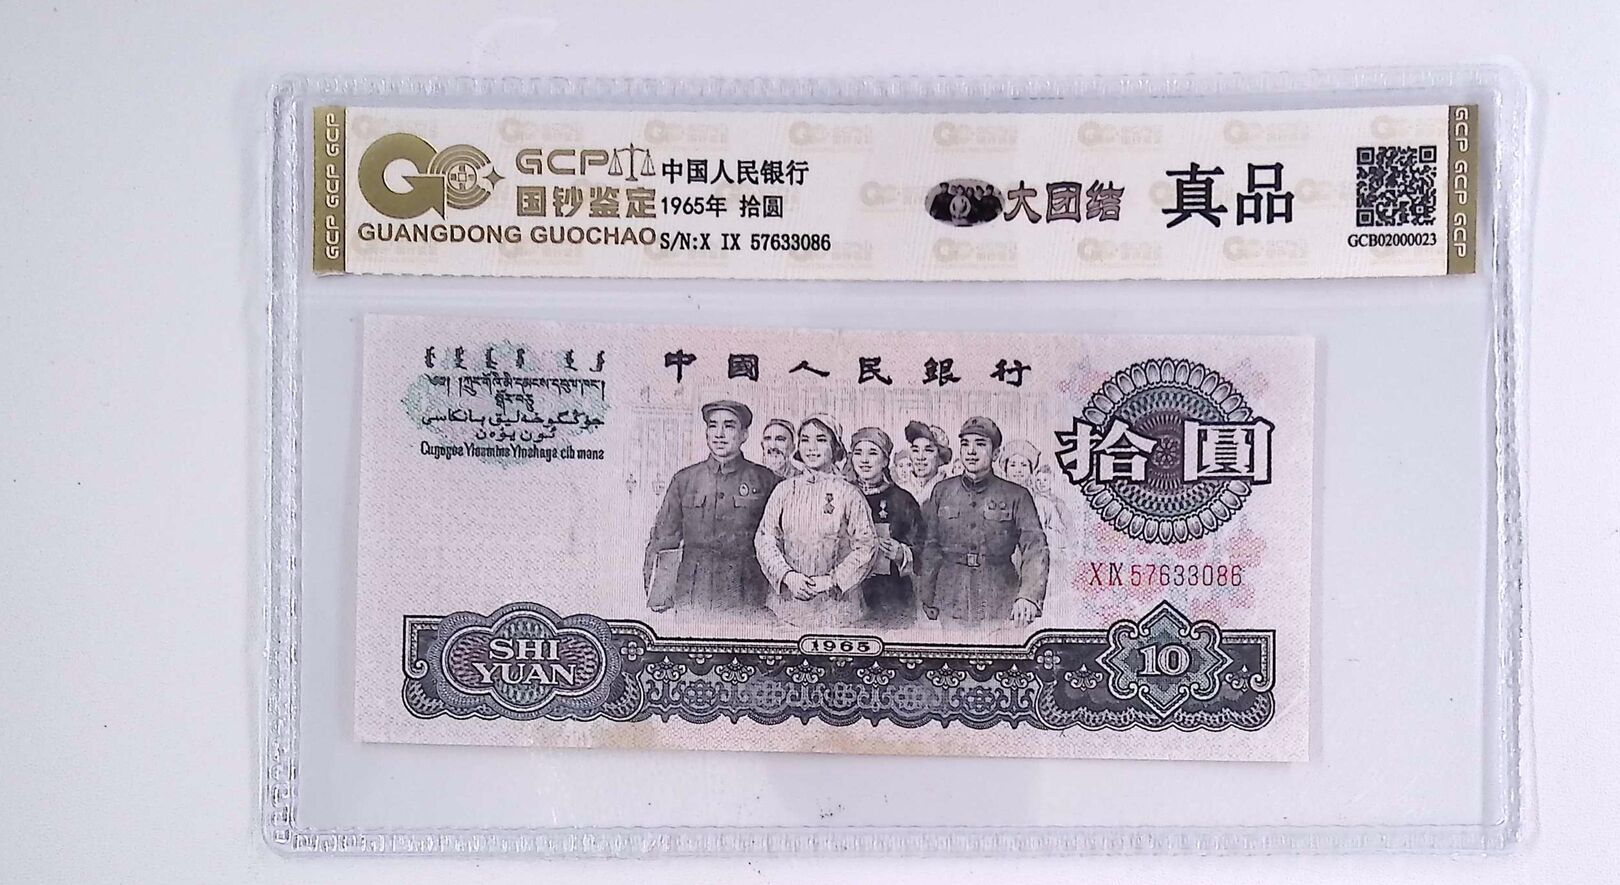 GCP GCP GCP
GCP
国钞鉴定
GUANGDONG GUOCHAO
中国人民银行
1965年 拾圆
S/N:X IX 57633086
大团结
真品
GCB02000023
GCP GCP GCP
中國人民銀行
拾圓
X IX 57633086
1965
SHI
YUAN
10